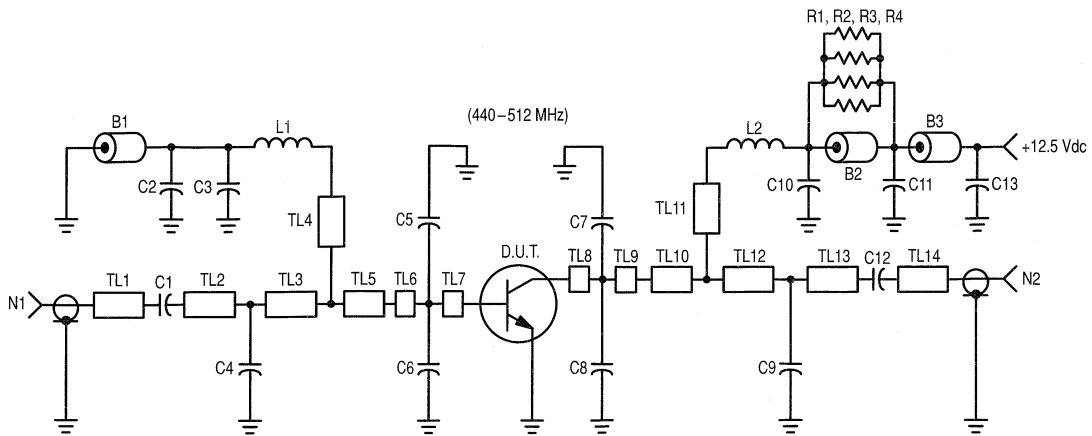 R1, R2, R3, R4
B1
Li
(440–512 MHz)
L2
B3
+12.5 Vdc
C2
C3
C10
B2
C11
C13
TL4
C5
C7
TL11
D.U.T.
TL8
TL9
TL10
TL12
TL13
C12
TL14
N1
TL1
C1
TL2
TL3
TL5
TL6
TL7
N2
C4
C6
C8
C9